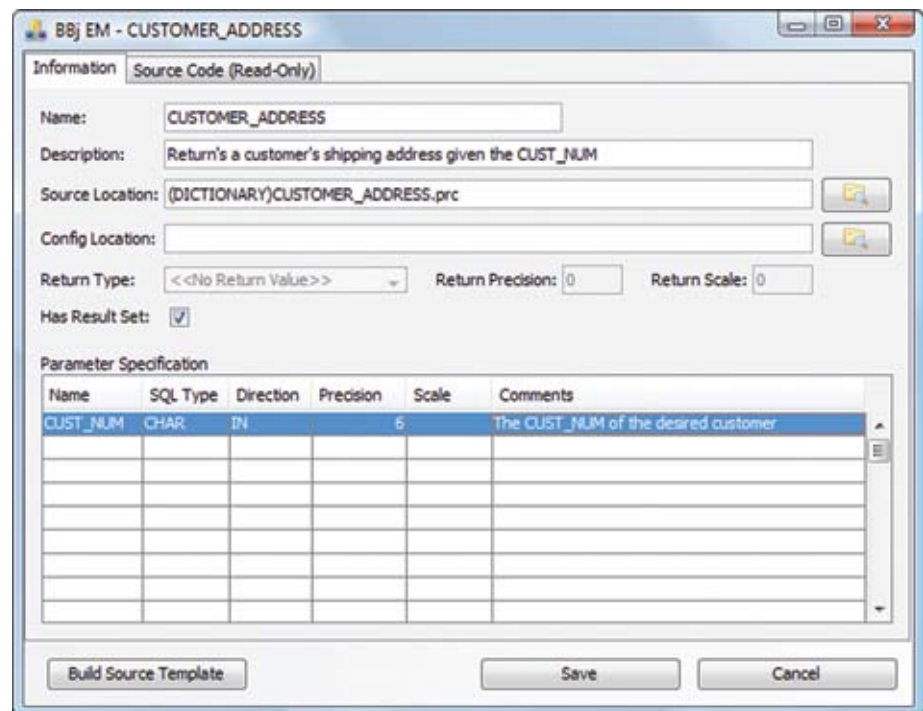 BBj EM - CUSTOMER_ADDRESS
Information Source Code (Read-Only)
Name: CUSTOMER_ADDRESS
Description: Return's a customer's shipping address given the CUST_NUM
Source Location: (DICTIONARY)CUSTOMER_ADDRESS.prc
Config Location:
Return Type: <<No Return Value>> Return Precision: 0 Return Scale: 0
Has Result Set:
Parameter Specification
Name SQL Type Direction Precision Scale Comments
CUST_NUM CHAR IN 6 The CUST_NUM of the desired customer
Build Source Template Save Cancel